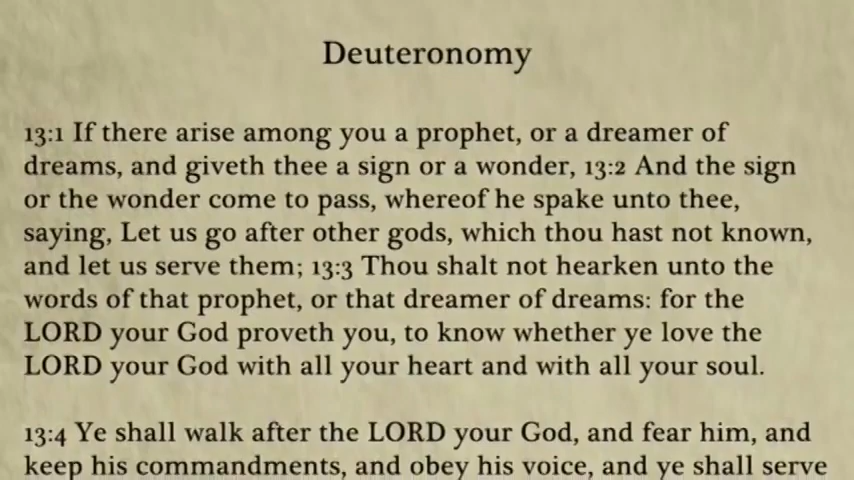 Deuteronomy
13:1 If there arise among you a prophet, or a dreamer of
dreams, and giveth thee a sign or a wonder, 13:2 And the sign
or the wonder come to pass, whereof he spake unto thee,
saying, Let us go after other gods, which thou hast not known,
and let us serve them; 13:3 Thou shalt not hearken unto the
words of that prophet, or that dreamer of dreams: for the
LORD your God proveth you, to know whether ye love the
LORD your God with all your heart and with all your soul.
13:4 Ye shall walk after the LORD your God, and fear him, and
keep his commandments, and obey his voice, and ye shall serve